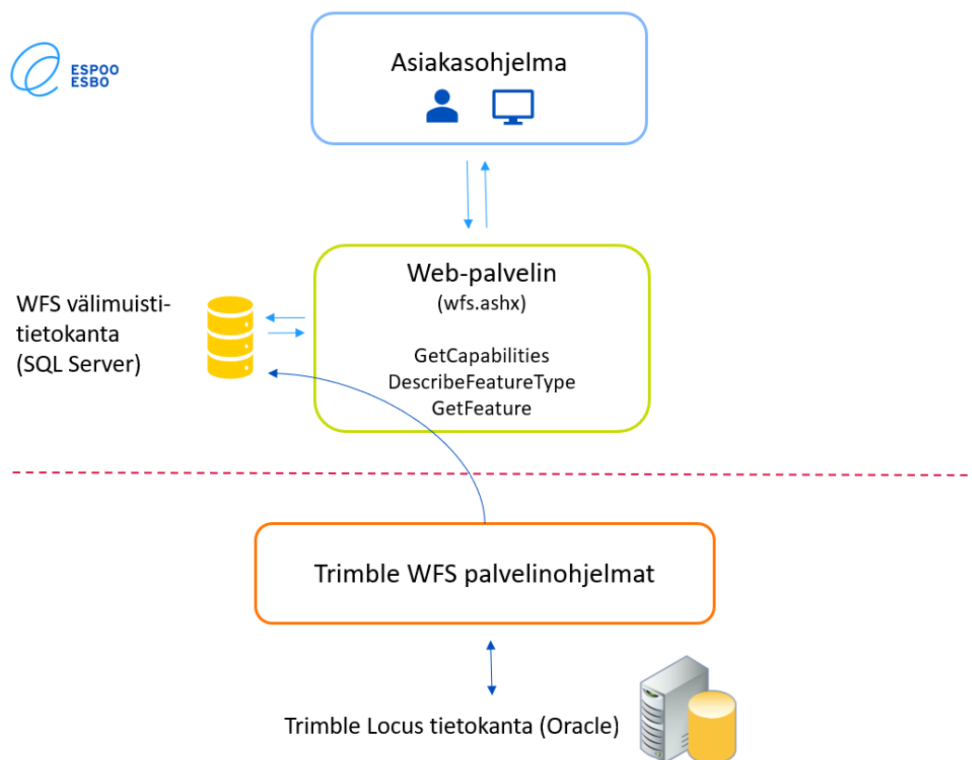 ESPOO
ESBO
Asiakasohjelma
Web-palvelin
(wfs.ashx)
GetCapabilities
DescribeFeatureType
GetFeature
WFS välimuisti-
tietokanta
(SQL Server)
Trimble WFS palvelinohjelmat
Trimble Locus tietokanta (Oracle)